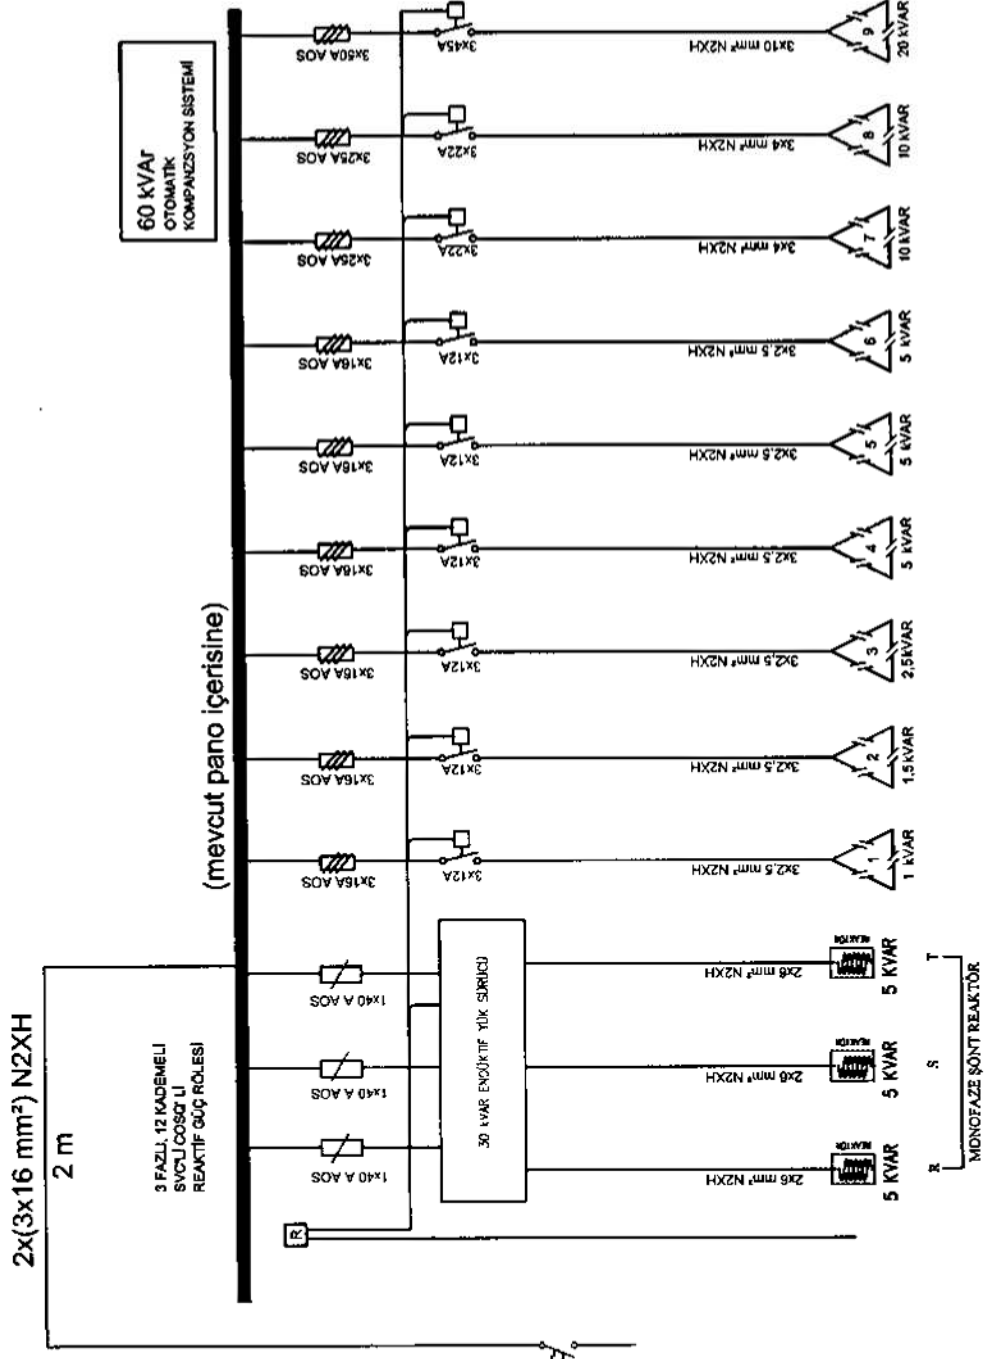 2x(3x16 mm²) N2XH
2 m
3 FAZLI, 12 KADEMELİ
SVC'Lİ COSQ' Lİ
REAKTİF GÜÇ RÖLESİ
(mevcut pano içerisine)
60 kVAr
OTOMATİK
KOMPANZSYON SİSTEMİ
R
1x40 A AOS
1x40 A AOS
1x40 A AOS
30 kVAR ENDÜKTİF YÜK SÜRÜCÜ
2x6 mm² N2XH
2x6 mm² N2XH
2x6 mm² N2XH
REAKTÖR
REAKTÖR
REAKTÖR
5 KVAR
5 KVAR
5 KVAR
R
S
T
MONOFAZE ŞÖNT REAKTÖR
3x16A AOS
3x12A
3x2,5 mm² N2XH
1
1 kVAR
3x16A AOS
3x12A
3x2,5 mm² N2XH
2
1,5 kVAR
3x16A AOS
3x12A
3x2,5 mm² N2XH
3
2,5 kVAR
3x16A AOS
3x12A
3x2,5 mm² N2XH
4
5 kVAR
3x16A AOS
3x12A
3x2,5 mm² N2XH
5
5 kVAR
3x16A AOS
3x12A
3x2,5 mm² N2XH
6
5 kVAR
3x25A AOS
3x22A
3x4 mm² N2XH
7
10 kVAR
3x25A AOS
3x22A
3x4 mm² N2XH
8
10 kVAR
3x50A AOS
3x45A
3x10 mm² N2XH
9
20 kVAR